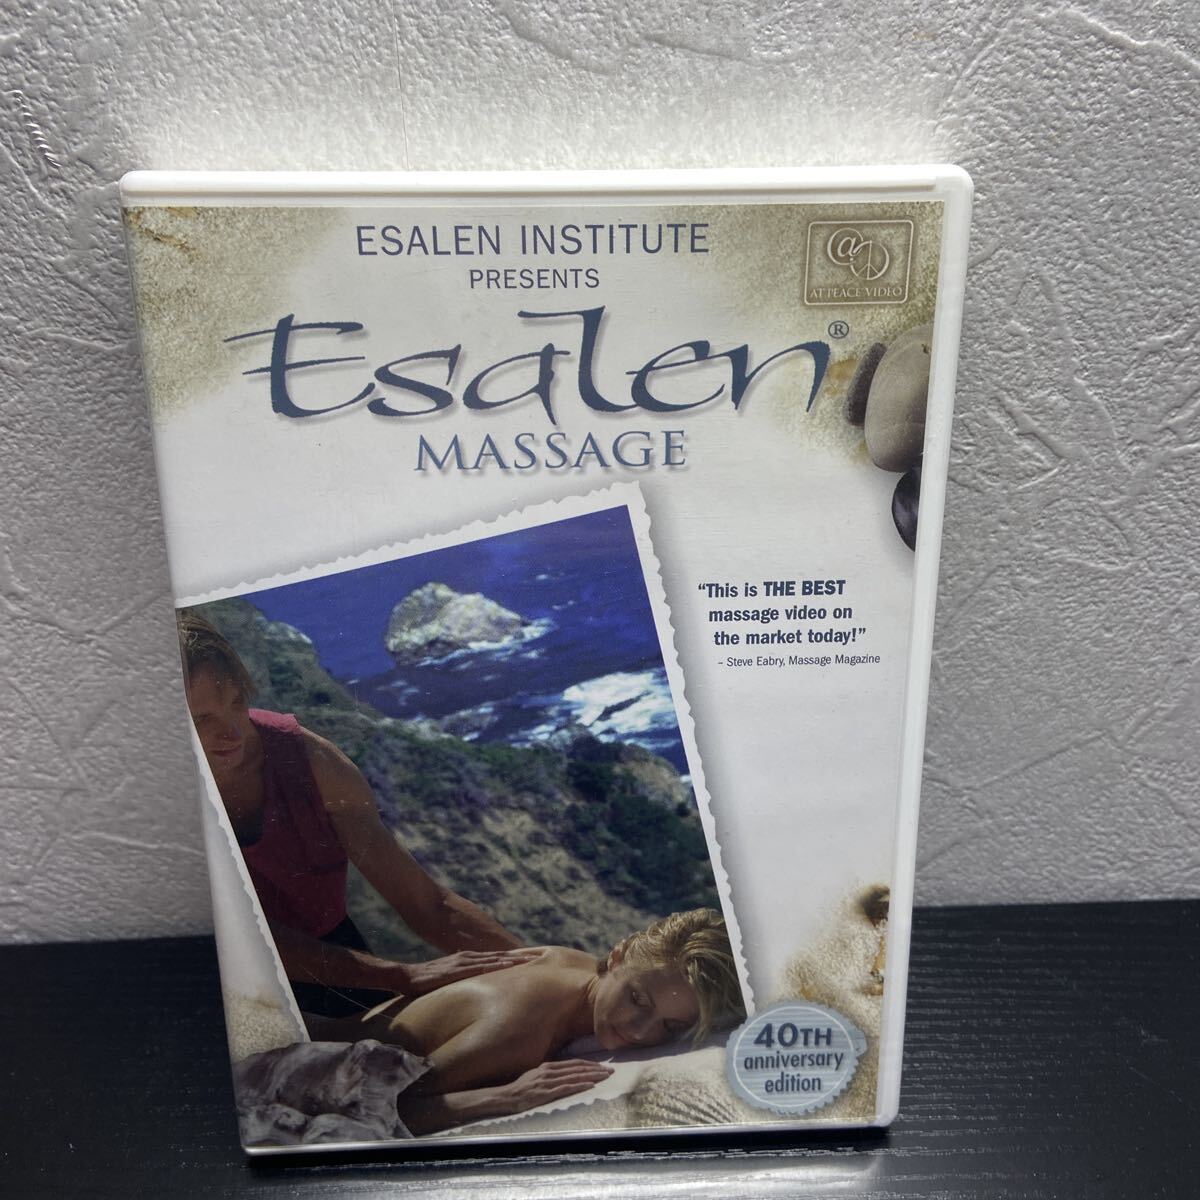 ESALEN INSTITUTE
PRESENTS
@
AT PEACE VIDEO
Esalen®
MASSAGE
“This is THE BEST
massage video on
the market today!”
– Steve Eabry, Massage Magazine
40TH
anniversary
edition